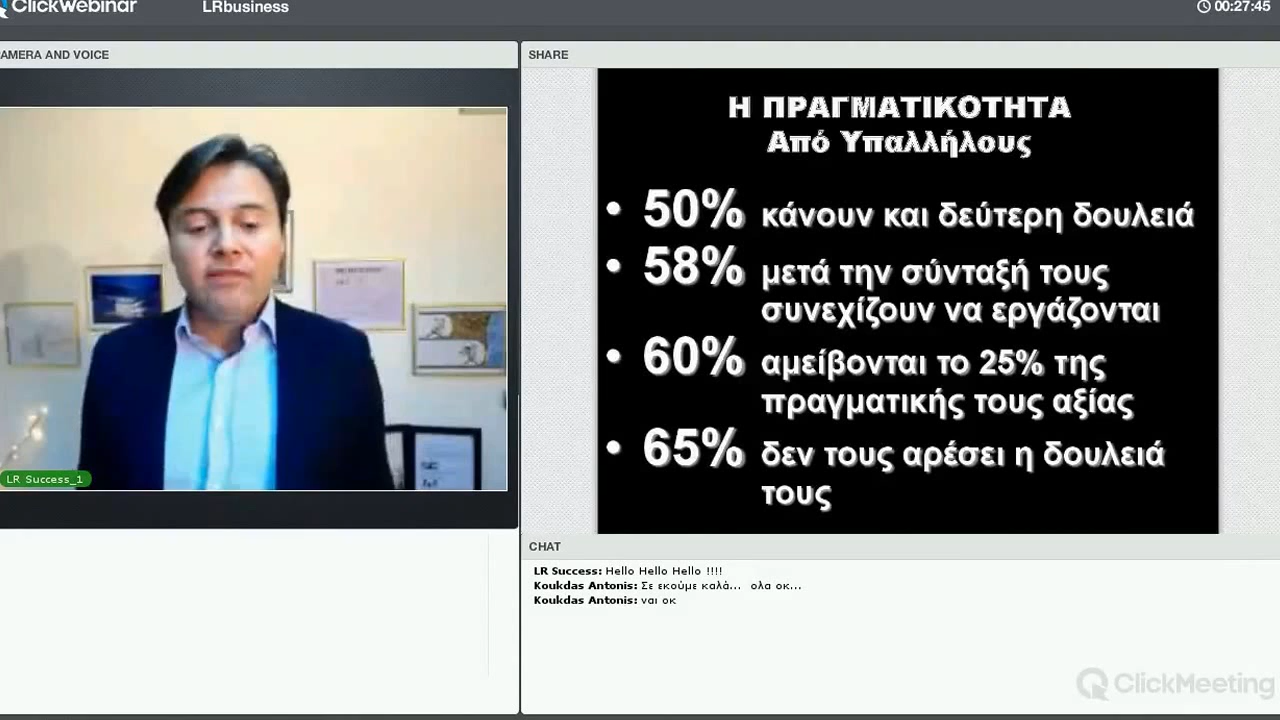 ClickWebinar
LRbusiness
00:27:45
AMERA AND VOICE
SHARE
Η ΠΡΑΓΜΑΤΙΚΟΤΗΤΑ
Από Υπαλλήλους
• 50% κάνουν και δεύτερη δουλειά
• 58% μετά την σύνταξή τους
συνεχίζουν να εργάζονται
• 60% αμείβονται το 25% της
πραγματικής τους αξίας
• 65% δεν τους αρέσει η δουλειά
τους
LR Success_1
CHAT
LR Success: Hello Hello Hello !!!!
Koukdas Antonis: Σε εκούμε καλά... ολα οκ...
Koukdas Antonis: ναι οκ
ClickMeeting